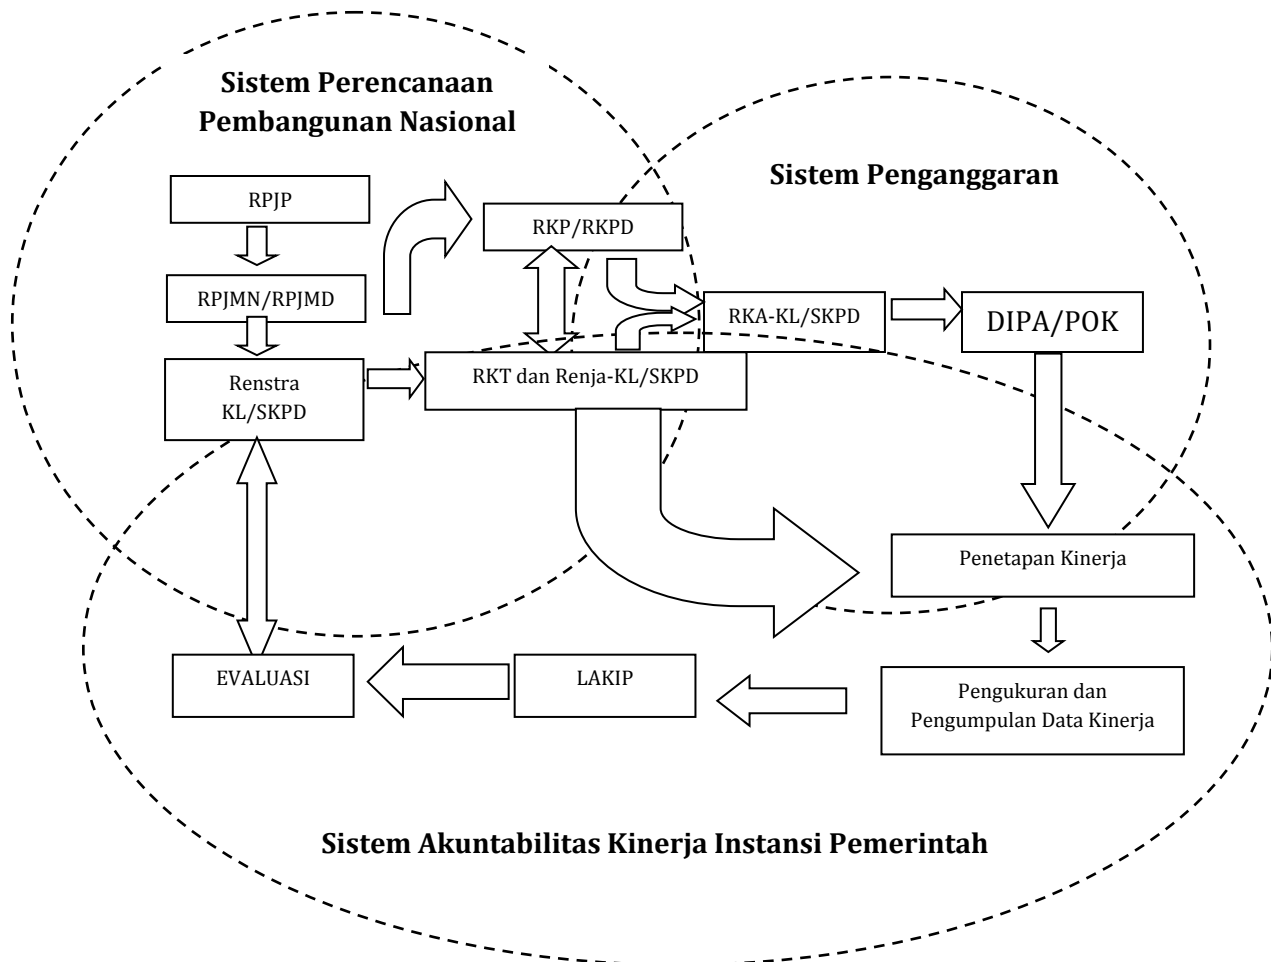 Sistem Perencanaan
Pembangunan Nasional
Sistem Penganggaran
RPJP
RKP/RKPD
RPJMN/RPJMD
RKA-KL/SKPD
DIPA/POK
Renstra
KL/SKPD
RKT dan Renja-KL/SKPD
Penetapan Kinerja
EVALUASI
LAKIP
Pengukuran dan
Pengumpulan Data Kinerja
Sistem Akuntabilitas Kinerja Instansi Pemerintah